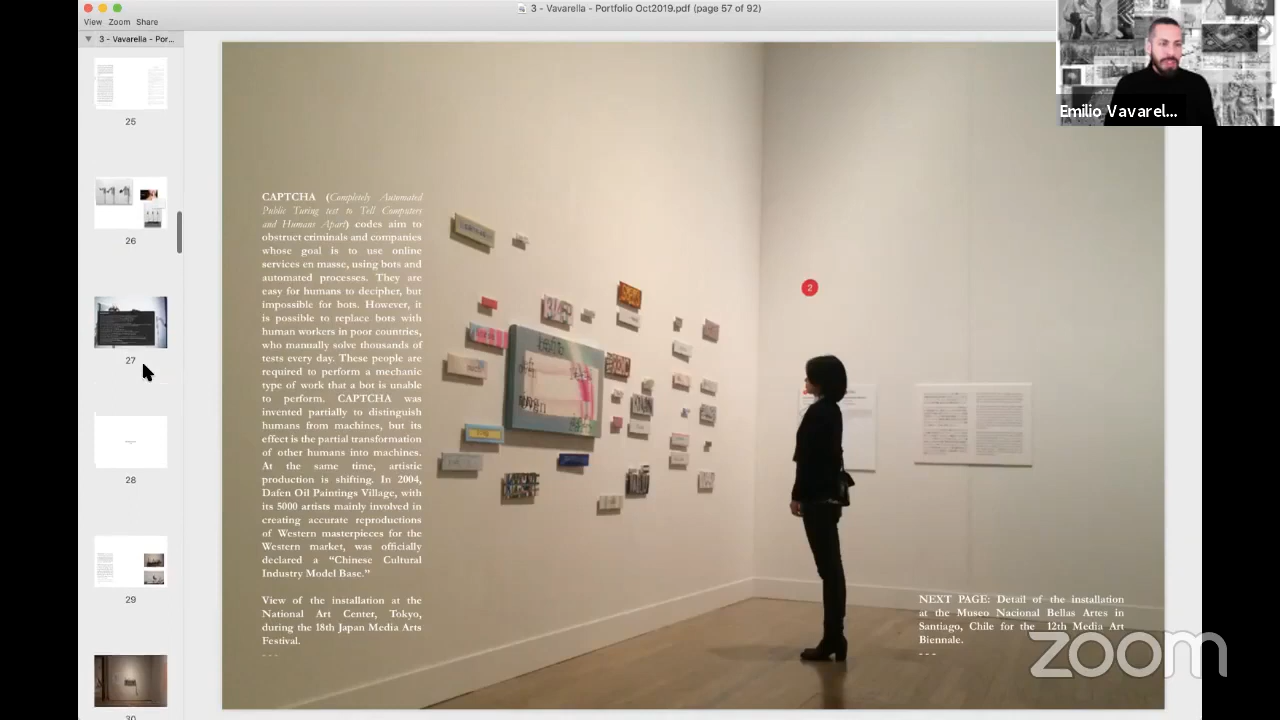 3 - Vavarella - Portfolio Oct2019.pdf (page 57 of 92)
View Zoom Share
3 - Vavarella - Por...
25
26
27
28
29
30
Emilio Vavarel...
CAPTCHA (Completely Automated
Public Turing test to Tell Computers
and Humans Apart) codes aim to
obstruct criminals and companies
whose goal is to use online
services en masse, using bots and
automated processes. They are
easy for humans to decipher, but
impossible for bots. However, it
is possible to replace bots with
human workers in poor countries,
who manually solve thousands of
tests every day. These people are
required to perform a mechanic
type of work that a bot is unable
to perform. CAPTCHA was
invented partially to distinguish
humans from machines, but its
effect is the partial transformation
of other humans into machines.
At the same time, artistic
production is shifting. In 2004,
Dafen Oil Paintings Village, with
its 5000 artists mainly involved in
creating accurate reproductions
of Western masterpieces for the
Western market, was officially
declared a “Chinese Cultural
Industry Model Base.”
View of the installation at the
National Art Center, Tokyo,
during the 18th Japan Media Arts
Festival.
- - -
2
NEXT PAGE: Detail of the installation
at the Museo Nacional Bellas Artes in
Santiago, Chile for the 12th Media Art
Biennale.
- - -
zoom